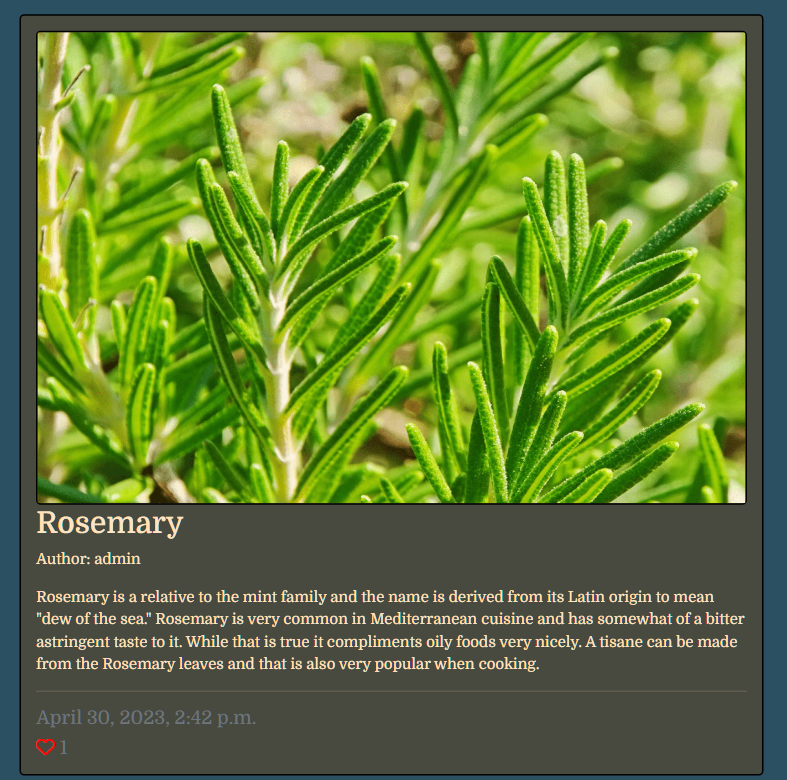 Rosemary
Author: admin
Rosemary is a relative to the mint family and the name is derived from its Latin origin to mean
"dew of the sea." Rosemary is very common in Mediterranean cuisine and has somewhat of a bitter
astringent taste to it. While that is true it compliments oily foods very nicely. A tisane can be made
from the Rosemary leaves and that is also very popular when cooking.
April 30, 2023, 2:42 p.m.
1